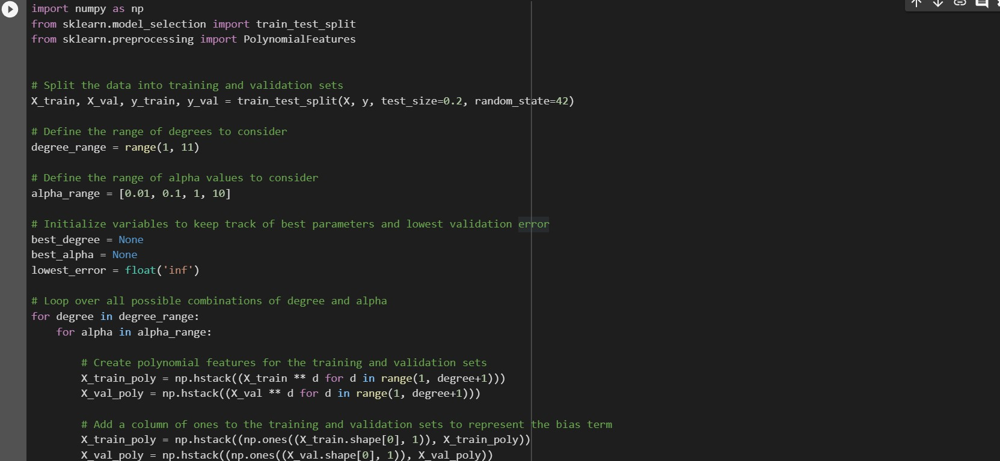 import numpy as np
from sklearn.model_selection import train_test_split
from sklearn.preprocessing import PolynomialFeatures
# Split the data into training and validation sets
X_train, X_val, y_train, y_val = train_test_split(X, y, test_size=0.2, random_state=42)
# Define the range of degrees to consider
degree_range = range(1, 11)
# Define the range of alpha values to consider
alpha_range = [0.01, 0.1, 1, 10]
# Initialize variables to keep track of best parameters and lowest validation error
best_degree = None
best_alpha = None
lowest_error = float('inf')
# Loop over all possible combinations of degree and alpha
for degree in degree_range:
    for alpha in alpha_range:
        # Create polynomial features for the training and validation sets
        X_train_poly = np.hstack((X_train ** d for d in range(1, degree+1)))
        X_val_poly = np.hstack((X_val ** d for d in range(1, degree+1)))
        # Add a column of ones to the training and validation sets to represent the bias term
        X_train_poly = np.hstack((np.ones((X_train.shape[0], 1)), X_train_poly))
        X_val_poly = np.hstack((np.ones((X_val.shape[0], 1)), X_val_poly))